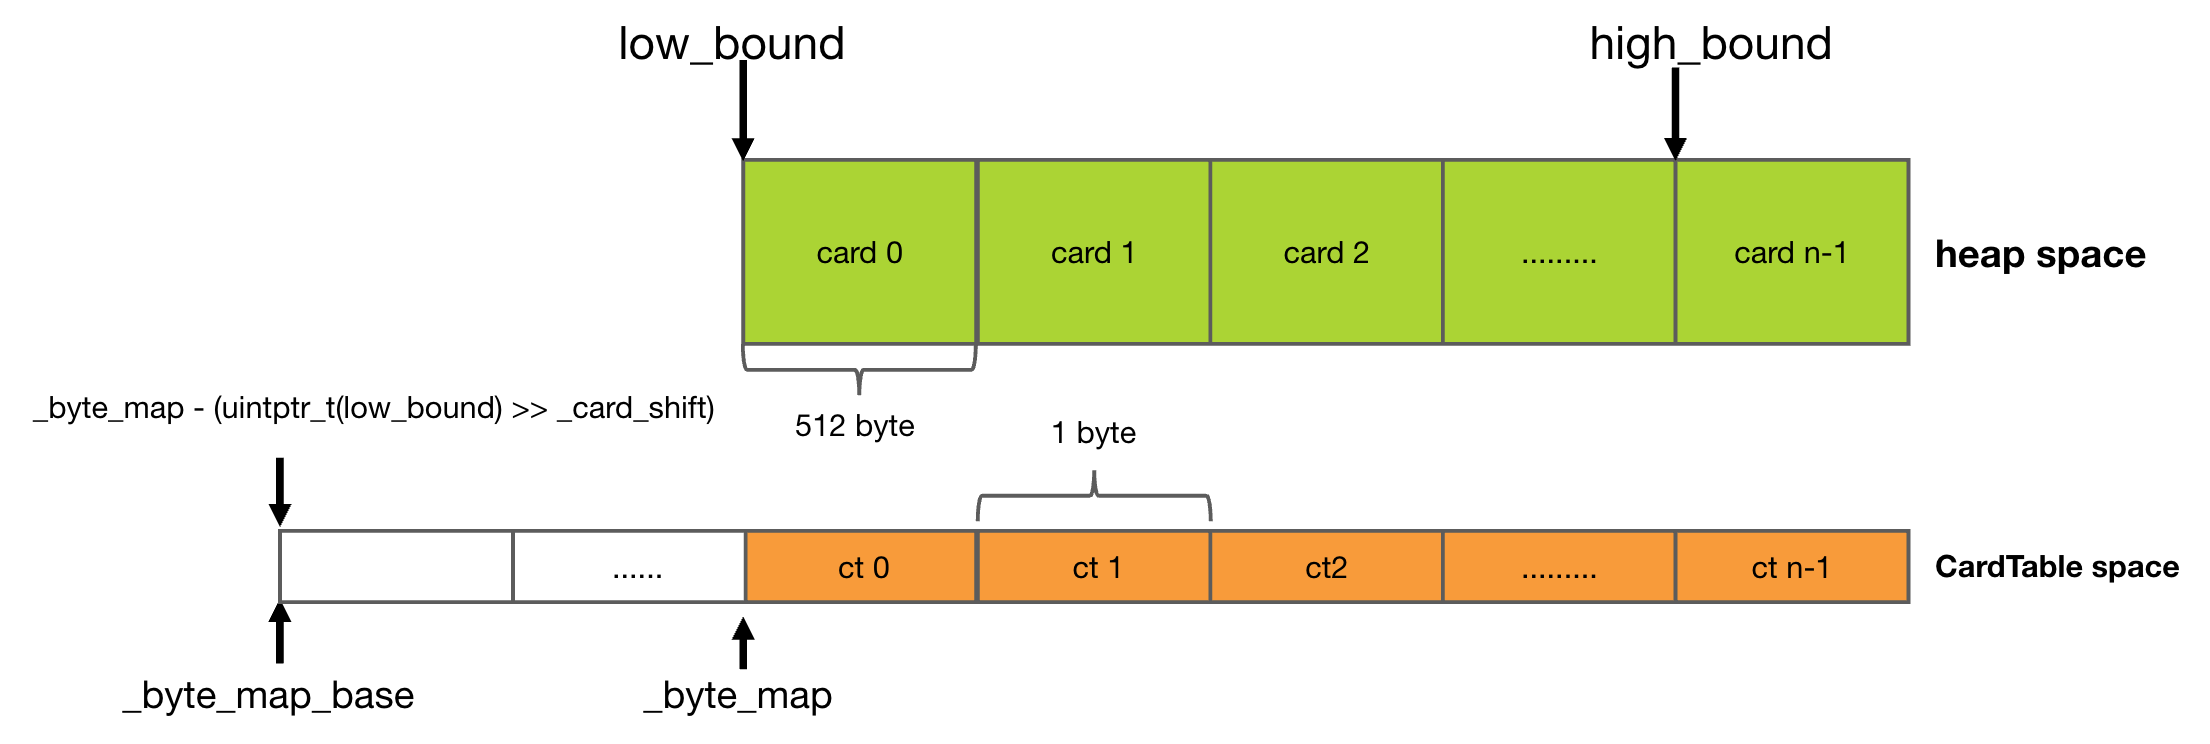 low_bound
high_bound
card 0
card 1
card 2
.........
card n-1
heap space
_byte_map - (uintptr_t(low_bound) >> _card_shift)
512 byte
1 byte
......
ct 0
ct 1
ct2
.........
ct n-1
CardTable space
_byte_map_base
_byte_map